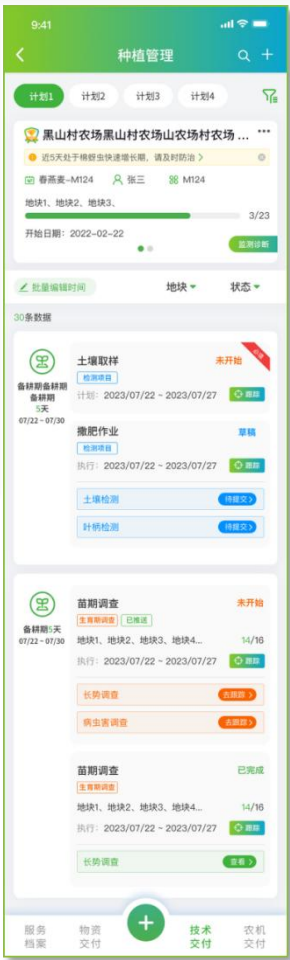 9:41
种植管理
计划1 计划2 计划3 计划4
黑山村农场黑山村农场山农场村农场 ...
近5天处于棉蚜虫快速增长期，请及时防治
春燕麦-M124 张三 M124
地块1、地块2、地块3、
3/23
开始日期：2022-02-22
监测诊断
批量编辑时间 地块 状态
30条数据
土壤取样 未开始
检测项目
备耕期备耕期备耕期
5天
07/22 ~ 07/30
计划：2023/07/22 ~ 2023/07/27 跟踪
撒肥作业 草稿
检测项目
执行：2023/07/22 ~ 2023/07/27 跟踪
土壤检测 待提交
叶柄检测 待提交
备耕期5天
07/22 ~ 07/30
苗期调查 未开始
生育期调查 已推送
地块1、地块2、地块3、地块4... 14/16
执行：2023/07/22 ~ 2023/07/27 跟踪
长势调查 去跟踪
病虫害调查 去跟踪
苗期调查 已完成
生育期调查
地块1、地块2、地块3、地块4... 14/16
执行：2023/07/22 ~ 2023/07/27 跟踪
长势调查 查看
服务档案 物资交付 技术交付 农机交付